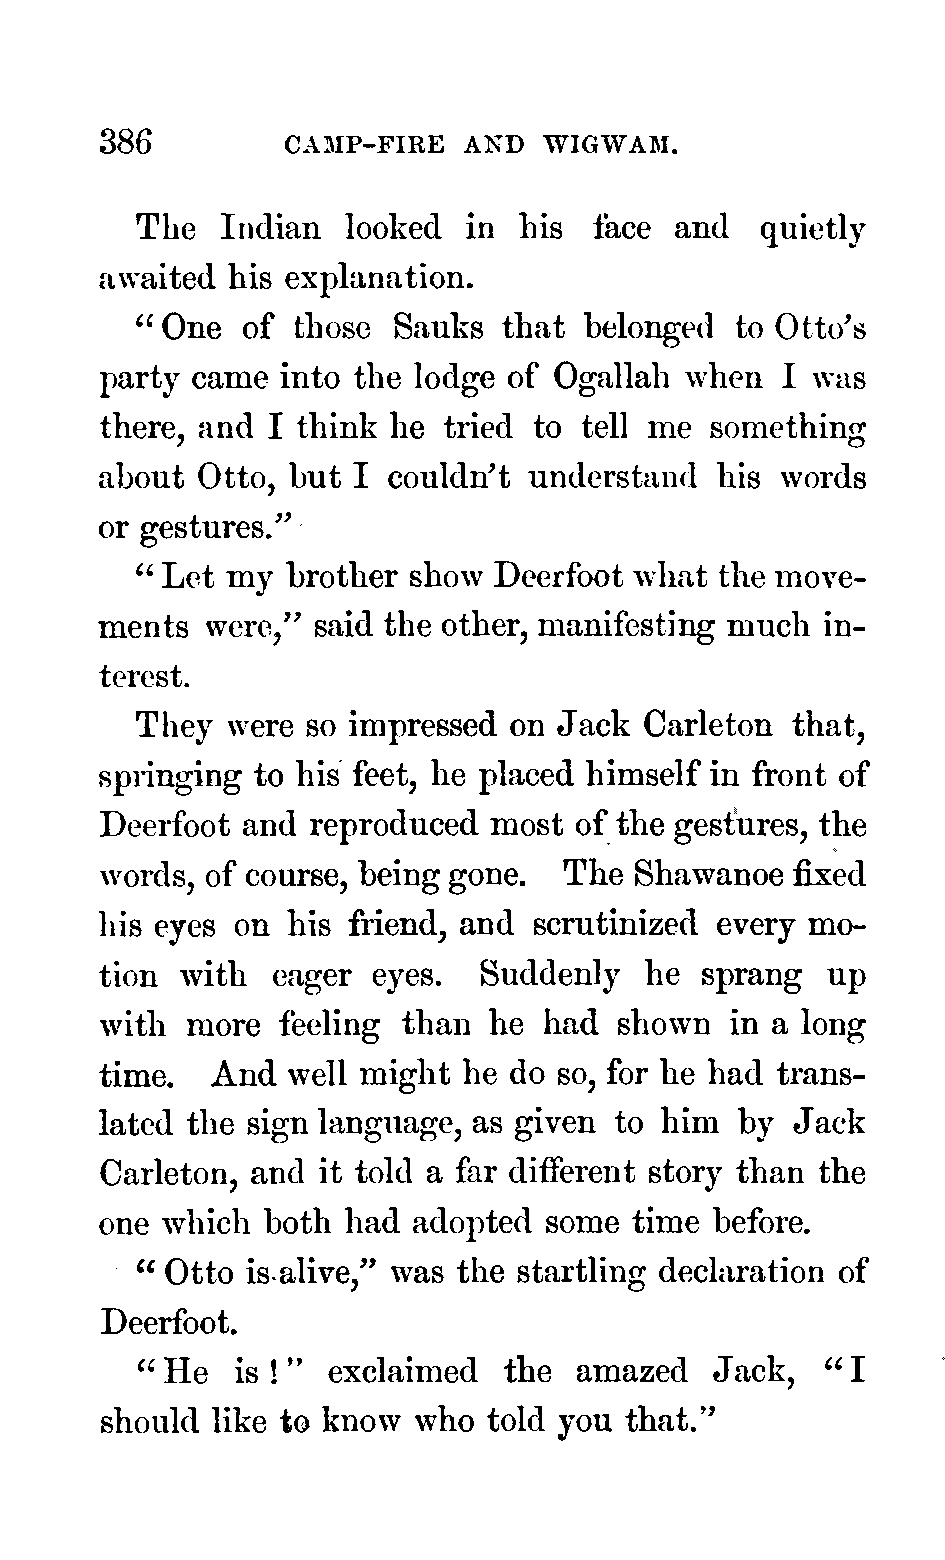 386 CAMP-FIRE AND WIGWAM.
The Indian looked in his face and quietly
awaited his explanation.
“One of those Sauks that belonged to Otto’s
party came into the lodge of Ogallah when I was
there, and I think he tried to tell me something
about Otto, but I couldn’t understand his words
or gestures.”
“Let my brother show Deerfoot what the move-
ments were,” said the other, manifesting much in-
terest.
They were so impressed on Jack Carleton that,
springing to his feet, he placed himself in front of
Deerfoot and reproduced most of the gestures, the
words, of course, being gone. The Shawanoe fixed
his eyes on his friend, and scrutinized every mo-
tion with eager eyes. Suddenly he sprang up
with more feeling than he had shown in a long
time. And well might he do so, for he had trans-
lated the sign language, as given to him by Jack
Carleton, and it told a far different story than the
one which both had adopted some time before.
“Otto is alive,” was the startling declaration of
Deerfoot.
“He is!” exclaimed the amazed Jack, “I
should like to know who told you that.”